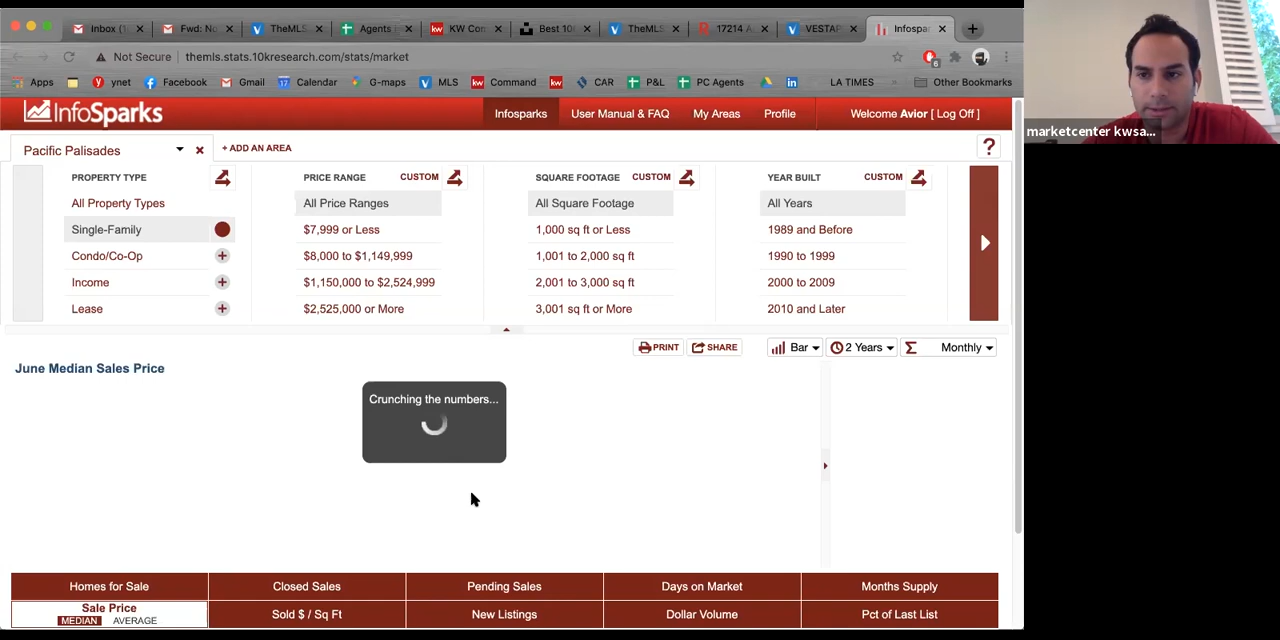 Inbox (1
Fwd: No
TheMLS
Agents
KW Con
Best 10
TheMLS
17214 A
VESTAP
Infospar
Not Secure themls.stats.10kresearch.com/stats/market
6
Apps ynet Facebook Gmail 17 Calendar G-maps MLS kw Command kw CAR P&L PC Agents in LA TIMES » Other Bookmarks
InfoSparks Infosparks User Manual & FAQ My Areas Profile Welcome Avior [ Log Off ]
marketcenter kwsa...
Pacific Palisades + ADD AN AREA ?
PROPERTY TYPE PRICE RANGE CUSTOM SQUARE FOOTAGE CUSTOM YEAR BUILT CUSTOM
All Property Types All Price Ranges All Square Footage All Years
Single-Family $7,999 or Less 1,000 sq ft or Less 1989 and Before
Condo/Co-Op $8,000 to $1,149,999 1,001 to 2,000 sq ft 1990 to 1999
Income $1,150,000 to $2,524,999 2,001 to 3,000 sq ft 2000 to 2009
Lease $2,525,000 or More 3,001 sq ft or More 2010 and Later
PRINT SHARE Bar 2 Years Σ Monthly
June Median Sales Price
Crunching the numbers...
Homes for Sale Closed Sales Pending Sales Days on Market Months Supply
Sale Price Sold $ / Sq Ft New Listings Dollar Volume Pct of Last List
MEDIAN AVERAGE